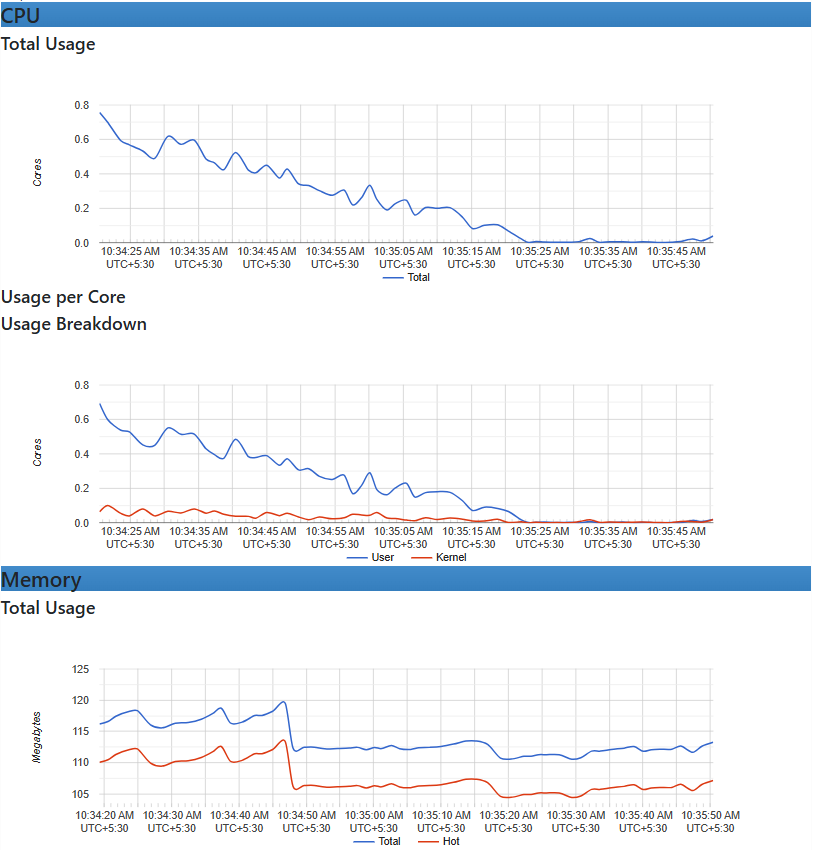 CPU
Total Usage
0.8
0.6
0.4
0.2
0.0
Cores
10:34:25 AM 10:34:35 AM 10:34:45 AM 10:34:55 AM 10:35:05 AM 10:35:15 AM 10:35:25 AM 10:35:35 AM 10:35:45 AM
UTC+5:30 UTC+5:30 UTC+5:30 UTC+5:30 UTC+5:30 UTC+5:30 UTC+5:30 UTC+5:30 UTC+5:30
Total
Usage per Core
Usage Breakdown
0.8
0.6
0.4
0.2
0.0
Cores
10:34:25 AM 10:34:35 AM 10:34:45 AM 10:34:55 AM 10:35:05 AM 10:35:15 AM 10:35:25 AM 10:35:35 AM 10:35:45 AM
UTC+5:30 UTC+5:30 UTC+5:30 UTC+5:30 UTC+5:30 UTC+5:30 UTC+5:30 UTC+5:30 UTC+5:30
User Kernel
Memory
Total Usage
125
120
115
110
105
Megabytes
10:34:20 AM 10:34:30 AM 10:34:40 AM 10:34:50 AM 10:35:00 AM 10:35:10 AM 10:35:20 AM 10:35:30 AM 10:35:40 AM 10:35:50 AM
UTC+5:30 UTC+5:30 UTC+5:30 UTC+5:30 UTC+5:30 UTC+5:30 UTC+5:30 UTC+5:30 UTC+5:30 UTC+5:30
Total Hot